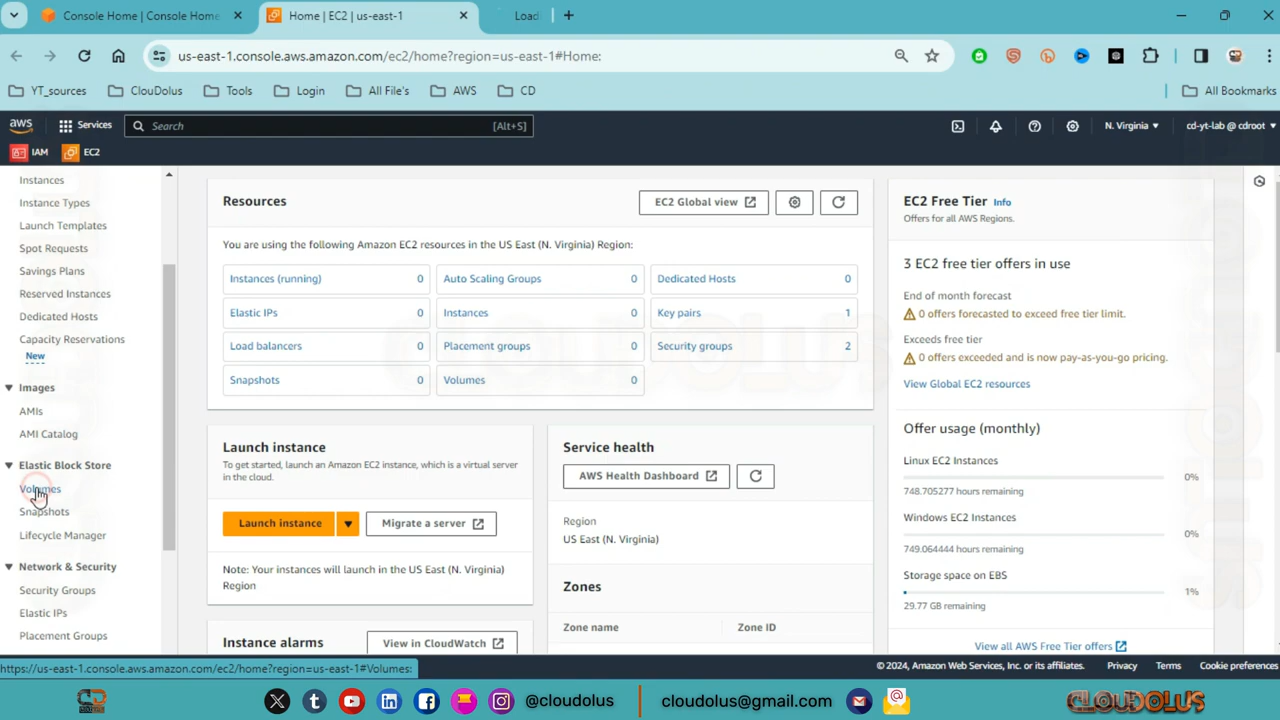 Console Home | Console Home
Home | EC2 | us-east-1
Load
us-east-1.console.aws.amazon.com/ec2/home?region=us-east-1#Home:
YT_sources
CloudDolus
Tools
Login
All File's
AWS
CD
All Bookmarks
aws
Services
Search
[Alt+S]
N. Virginia
cd-yt-lab @ cdroot
IAM
EC2
Instances
Instance Types
Launch Templates
Spot Requests
Savings Plans
Reserved Instances
Dedicated Hosts
Capacity Reservations
New
Images
AMIs
AMI Catalog
Elastic Block Store
Volumes
Snapshots
Lifecycle Manager
Network & Security
Security Groups
Elastic IPs
Placement Groups
https://us-east-1.console.aws.amazon.com/ec2/home?region=us-east-1#Volumes:
Resources
EC2 Global view
You are using the following Amazon EC2 resources in the US East (N. Virginia) Region:
Instances (running) 0
Auto Scaling Groups 0
Dedicated Hosts 0
Elastic IPs 0
Instances 0
Key pairs 1
Load balancers 0
Placement groups 0
Security groups 2
Snapshots 0
Volumes 0
CLOUDOLUS
Launch instance
To get started, launch an Amazon EC2 instance, which is a virtual server
in the cloud.
Launch instance
Migrate a server
Note: Your instances will launch in the US East (N. Virginia)
Region
Instance alarms
View in CloudWatch
Service health
AWS Health Dashboard
Region
US East (N. Virginia)
Zones
Zone name
Zone ID
EC2 Free Tier Info
Offers for all AWS Regions.
3 EC2 free tier offers in use
End of month forecast
0 offers forecasted to exceed free tier limit.
Exceeds free tier
0 offers exceeded and is now pay-as-you-go pricing.
View Global EC2 resources
Offer usage (monthly)
Linux EC2 Instances
0%
748.705277 hours remaining
Windows EC2 Instances
0%
749.064444 hours remaining
Storage space on EBS
1%
29.77 GB remaining
View all AWS Free Tier offers
© 2024, Amazon Web Services, Inc. or its affiliates.
Privacy
Terms
Cookie preferences
@cloudolus
cloudolus@gmail.com
CLOUDOLUS